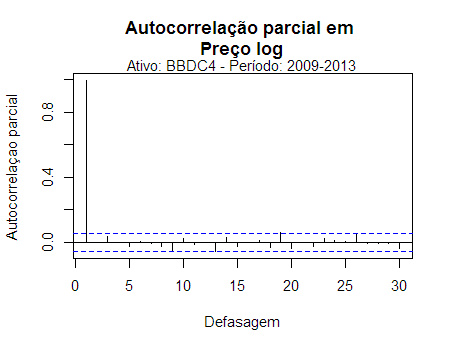 Autocorrelação parcial em
Preço log
Ativo: BBDC4 - Período: 2009-2013
Autocorrelaçao parcial
0.8
0.4
0.0
0 5 10 15 20 25 30
Defasagem